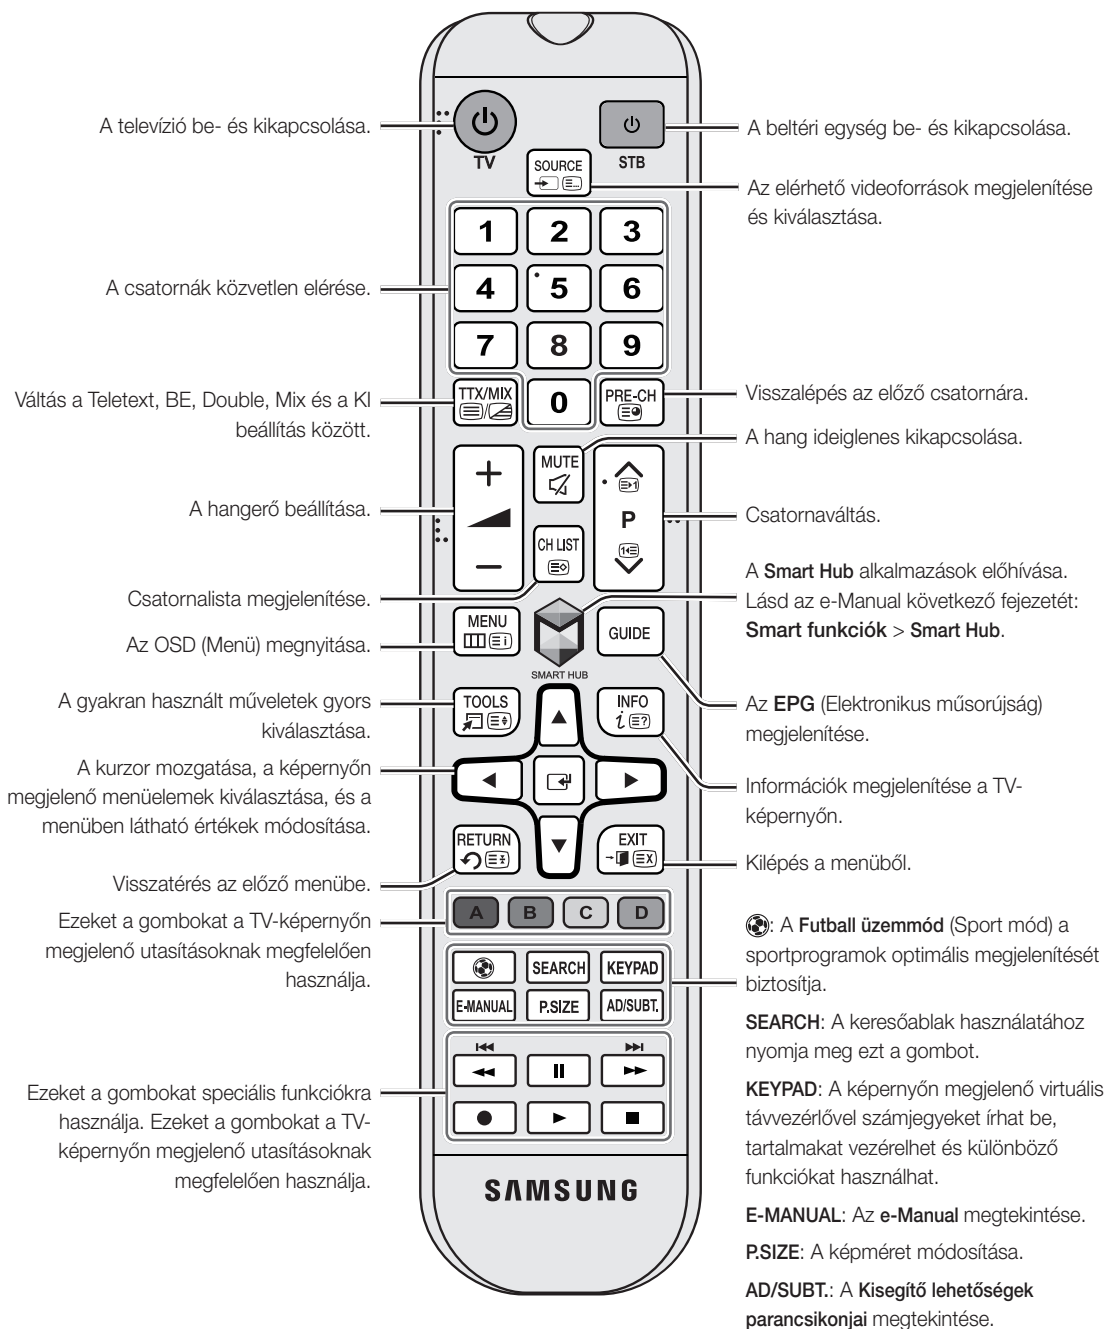 A televízió be- és kikapcsolása.
A csatornák közvetlen elérése.
Váltás a Teletext, BE, Double, Mix és a KI
beállítás között.
A hangerő beállítása.
Csatornalista megjelenítése.
Az OSD (Menü) megnyitása.
A gyakran használt műveletek gyors
kiválasztása.
A kurzor mozgatása, a képernyőn
megjelenő menüelemek kiválasztása, és a
menüben látható értékek módosítása.
Visszatérés az előző menübe.
Ezeket a gombokat a TV-képernyőn
megjelenő utasításoknak megfelelően
használja.
Ezeket a gombokat speciális funkciókra
használja. Ezeket a gombokat a TV-
képernyőn megjelenő utasításoknak
megfelelően használja.
TV
STB
SOURCE
1 2 3
4 5 6
7 8 9
TTX/MIX 0 PRE-CH
MUTE
P
CH LIST
MENU
GUIDE
SMART HUB
TOOLS
INFO
RETURN
EXIT
A B C D
SEARCH KEYPAD
E-MANUAL P.SIZE AD/SUBT.
SAMSUNG
A beltéri egység be- és kikapcsolása.
Az elérhető videoforrások megjelenítése
és kiválasztása.
Visszalépés az előző csatornára.
A hang ideiglenes kikapcsolása.
Csatornaváltás.
A Smart Hub alkalmazások előhívása.
Lásd az e-Manual következő fejezetét:
Smart funkciók > Smart Hub.
Az EPG (Elektronikus műsorújság)
megjelenítése.
Információk megjelenítése a TV-
képernyőn.
Kilépés a menüből.
: A Futball üzemmód (Sport mód) a
sportprogramok optimális megjelenítését
biztosítja.
SEARCH: A keresőablak használatához
nyomja meg ezt a gombot.
KEYPAD: A képernyőn megjelenő virtuális
távvezérlővel számjegyeket írhat be,
tartalmakat vezérelhet és különböző
funkciókat használhat.
E-MANUAL: Az e-Manual megtekintése.
P.SIZE: A képméret módosítása.
AD/SUBT.: A Kisegítő lehetőségek
parancsikonjai megtekintése.